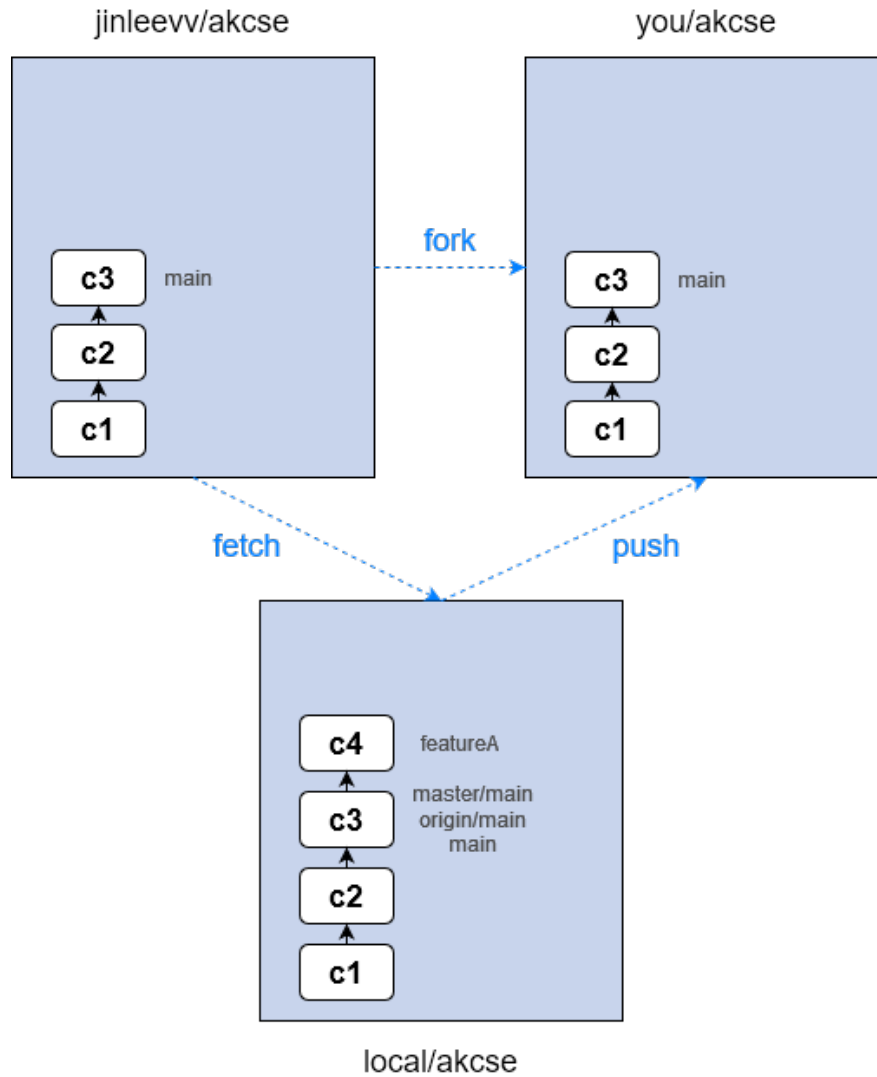 jinleevv/akcse
you/akcse
fork
c3 main
c2
c1
c3 main
c2
c1
fetch
push
c4 featureA
master/main
origin/main
main
c3
c2
c1
local/akcse